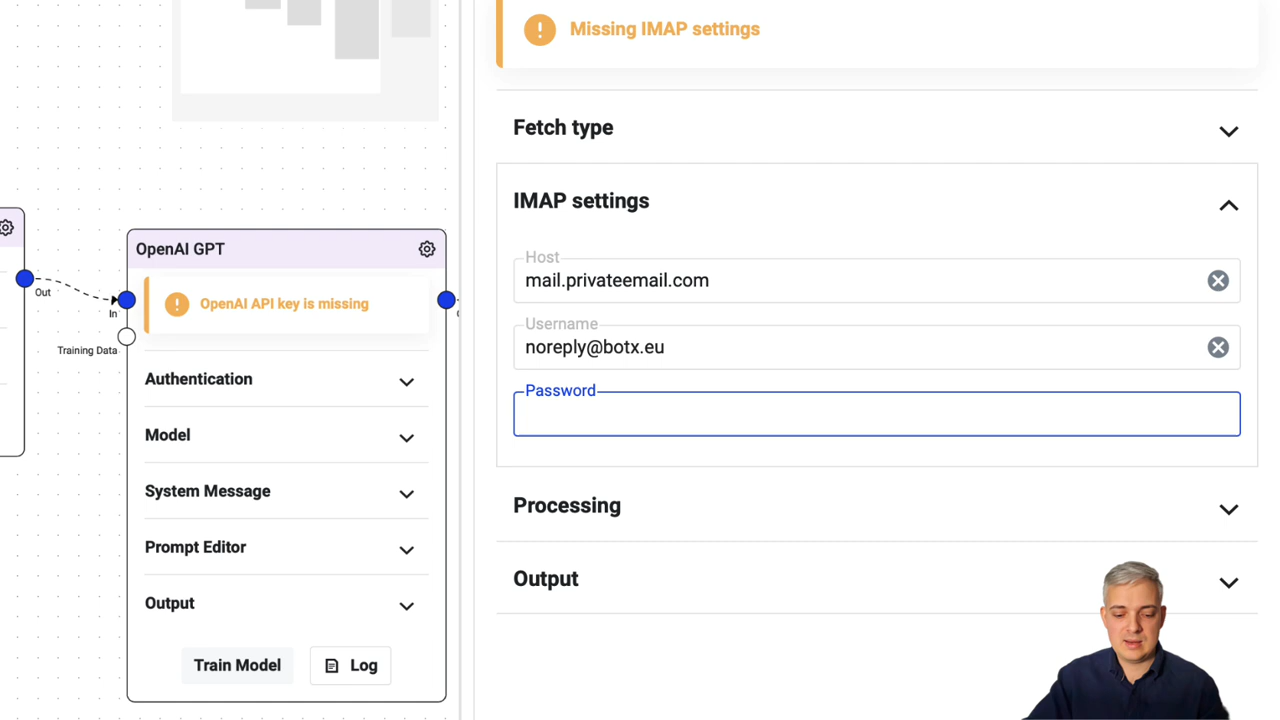 Missing IMAP settings
Fetch type
IMAP settings
Host
mail.privateemail.com
Username
noreply@botx.eu
Password
Processing
Output
Out
In
Training Data
OpenAI GPT
OpenAI API key is missing
Authentication
Model
System Message
Prompt Editor
Output
Train Model
Log